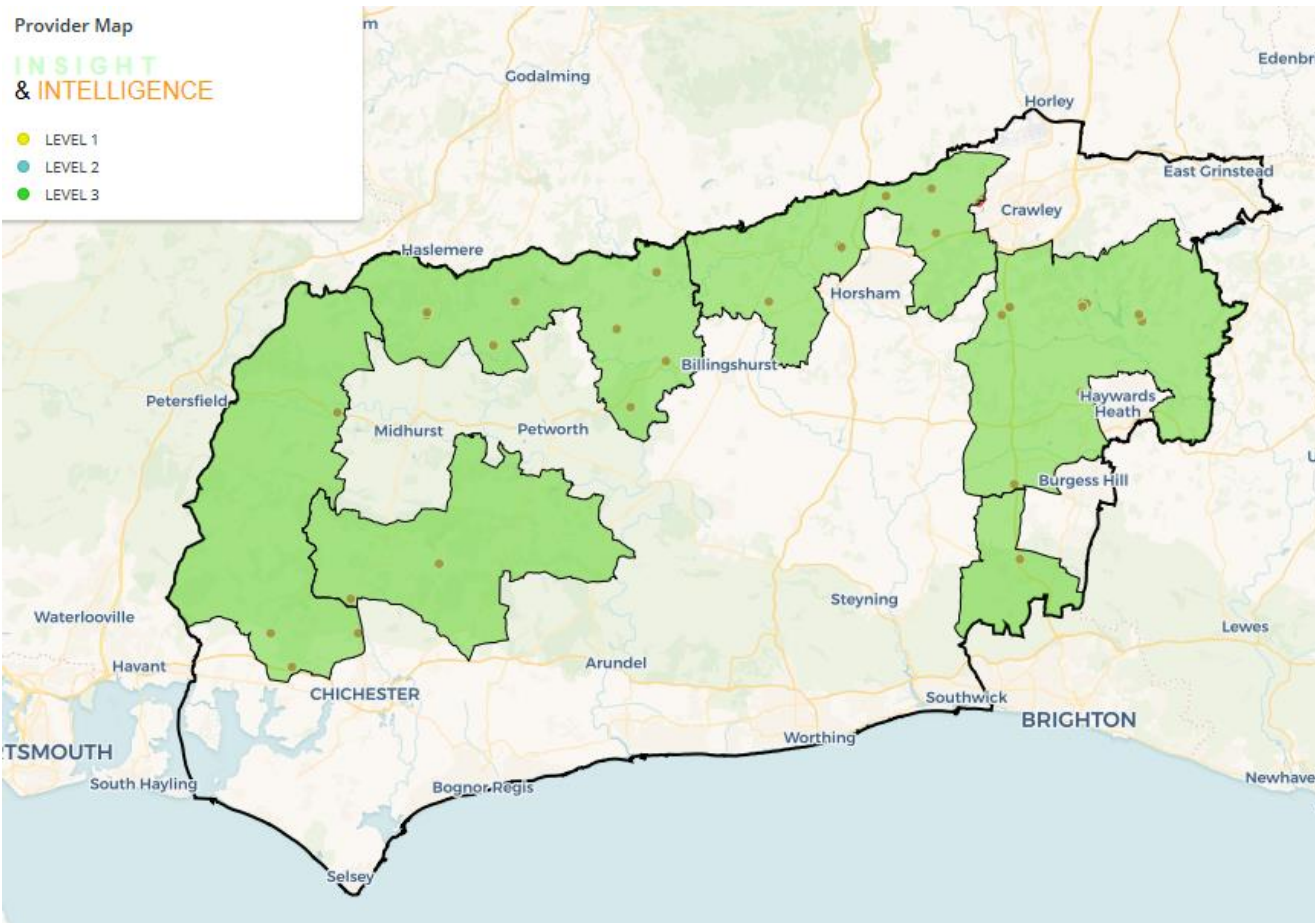 Provider Map
INSIGHT
& INTELLIGENCE
LEVEL 1
LEVEL 2
LEVEL 3
m
Godalming
Edenbr
Horley
East Grinstead
Crawley
Haslemere
Horsham
Billingshurst
Petersfield
Haywards
Heath
Midhurst
Petworth
Burgess Hill
Steyning
Waterlooville
Lewes
Havant
Arundel
CHICHESTER
Southwick
BRIGHTON
Worthing
RTSMOUTH
South Hayling
Bognor Regis
Newhave
Selsey